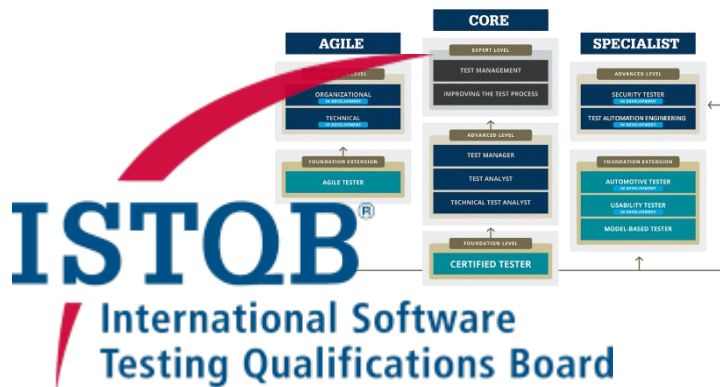 AGILE
CORE
SPECIALIST
LEVEL
ORGANIZATIONAL
IN DEVELOPMENT
TECHNICAL
IN DEVELOPMENT
FOUNDATION EXTENSION
AGILE TESTER
EXPERT LEVEL
TEST MANAGEMENT
IMPROVING THE TEST PROCESS
ADVANCED LEVEL
TEST MANAGER
TEST ANALYST
TECHNICAL TEST ANALYST
FOUNDATION LEVEL
CERTIFIED TESTER
ADVANCED LEVEL
SECURITY TESTER
IN DEVELOPMENT
TEST AUTOMATION ENGINEERING
IN DEVELOPMENT
FOUNDATION EXTENSION
AUTOMOTIVE TESTER
IN DEVELOPMENT
USABILITY TESTER
IN DEVELOPMENT
MODEL-BASED TESTER
ISTQB®
International Software
Testing Qualifications Board